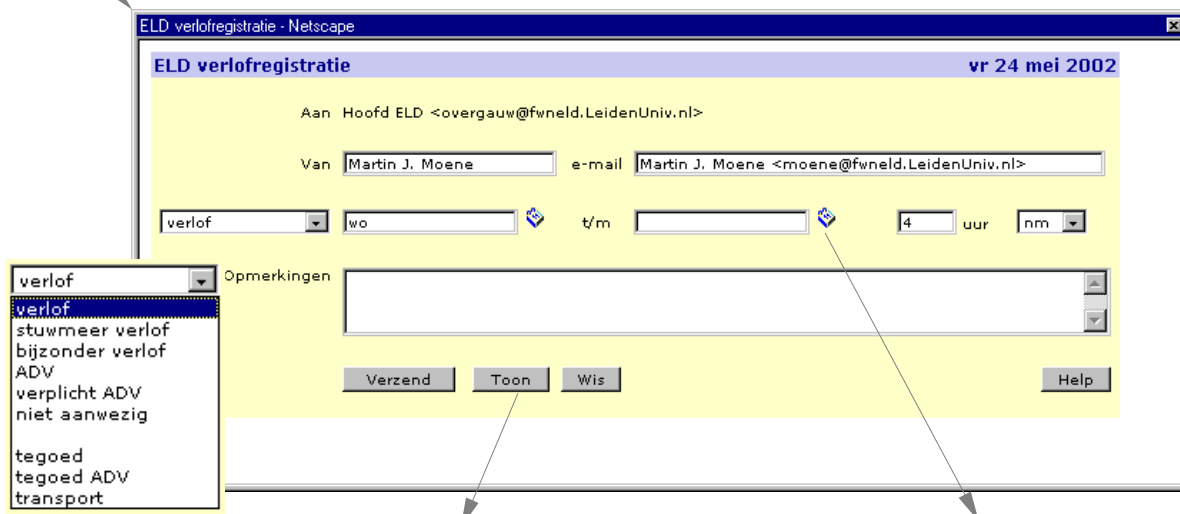 ELD verlofregistratie - Netscape
ELD verlofregistratie vr 24 mei 2002
Aan Hoofd ELD <overgauw@fwneld.LeidenUniv.nl>
Van Martin J. Moene e-mail Martin J. Moene <moene@fwneld.LeidenUniv.nl>
verlof wo t/m 4 uur nm
Opmerkingen
Verzend Toon Wis Help
verlof
verlof
stuwmeer verlof
bijzonder verlof
ADV
verplicht ADV
niet aanwezig
tegoed
tegoed ADV
transport